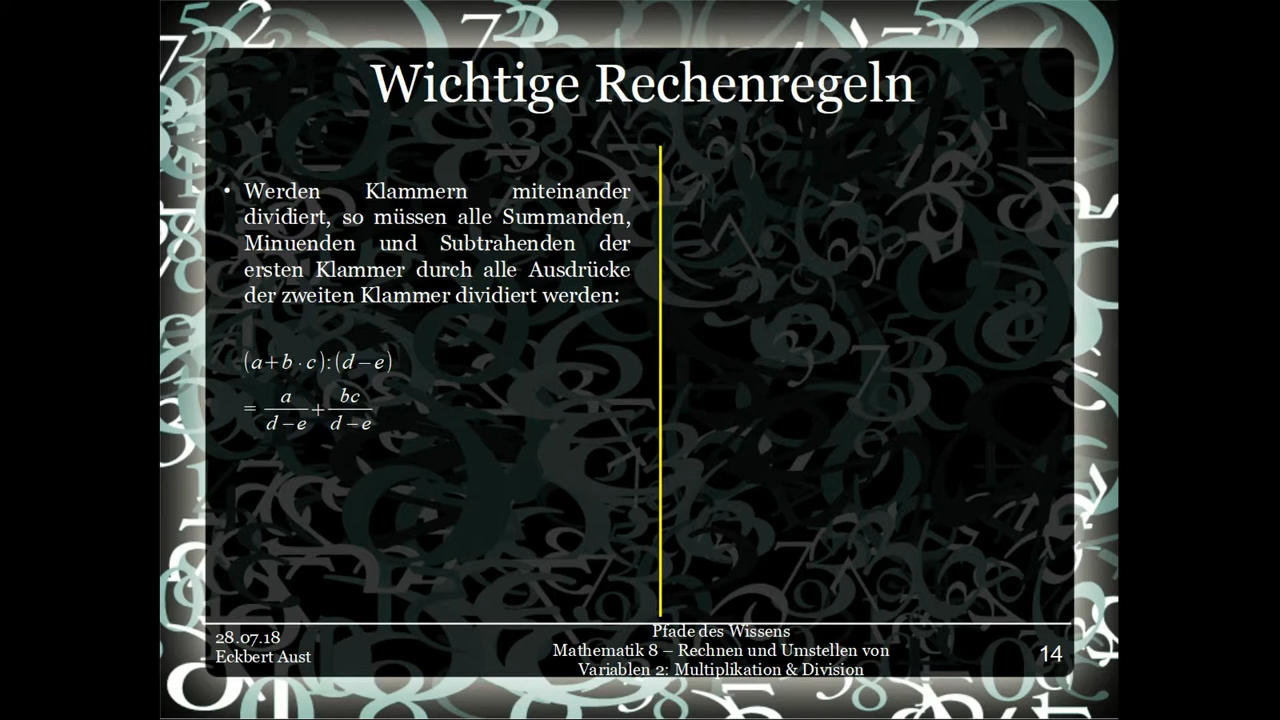 Wichtige Rechenregeln
• Werden Klammern miteinander
dividiert, so müssen alle Summanden,
Minuenden und Subtrahenden der
ersten Klammer durch alle Ausdrücke
der zweiten Klammer dividiert werden:
(a+b·c):(d−e)
= a/(d−e) + bc/(d−e)
28.07.18
Eckbert Aust
Pfade des Wissens
Mathematik 8 – Rechnen und Umstellen von
Variablen 2: Multiplikation & Division
14